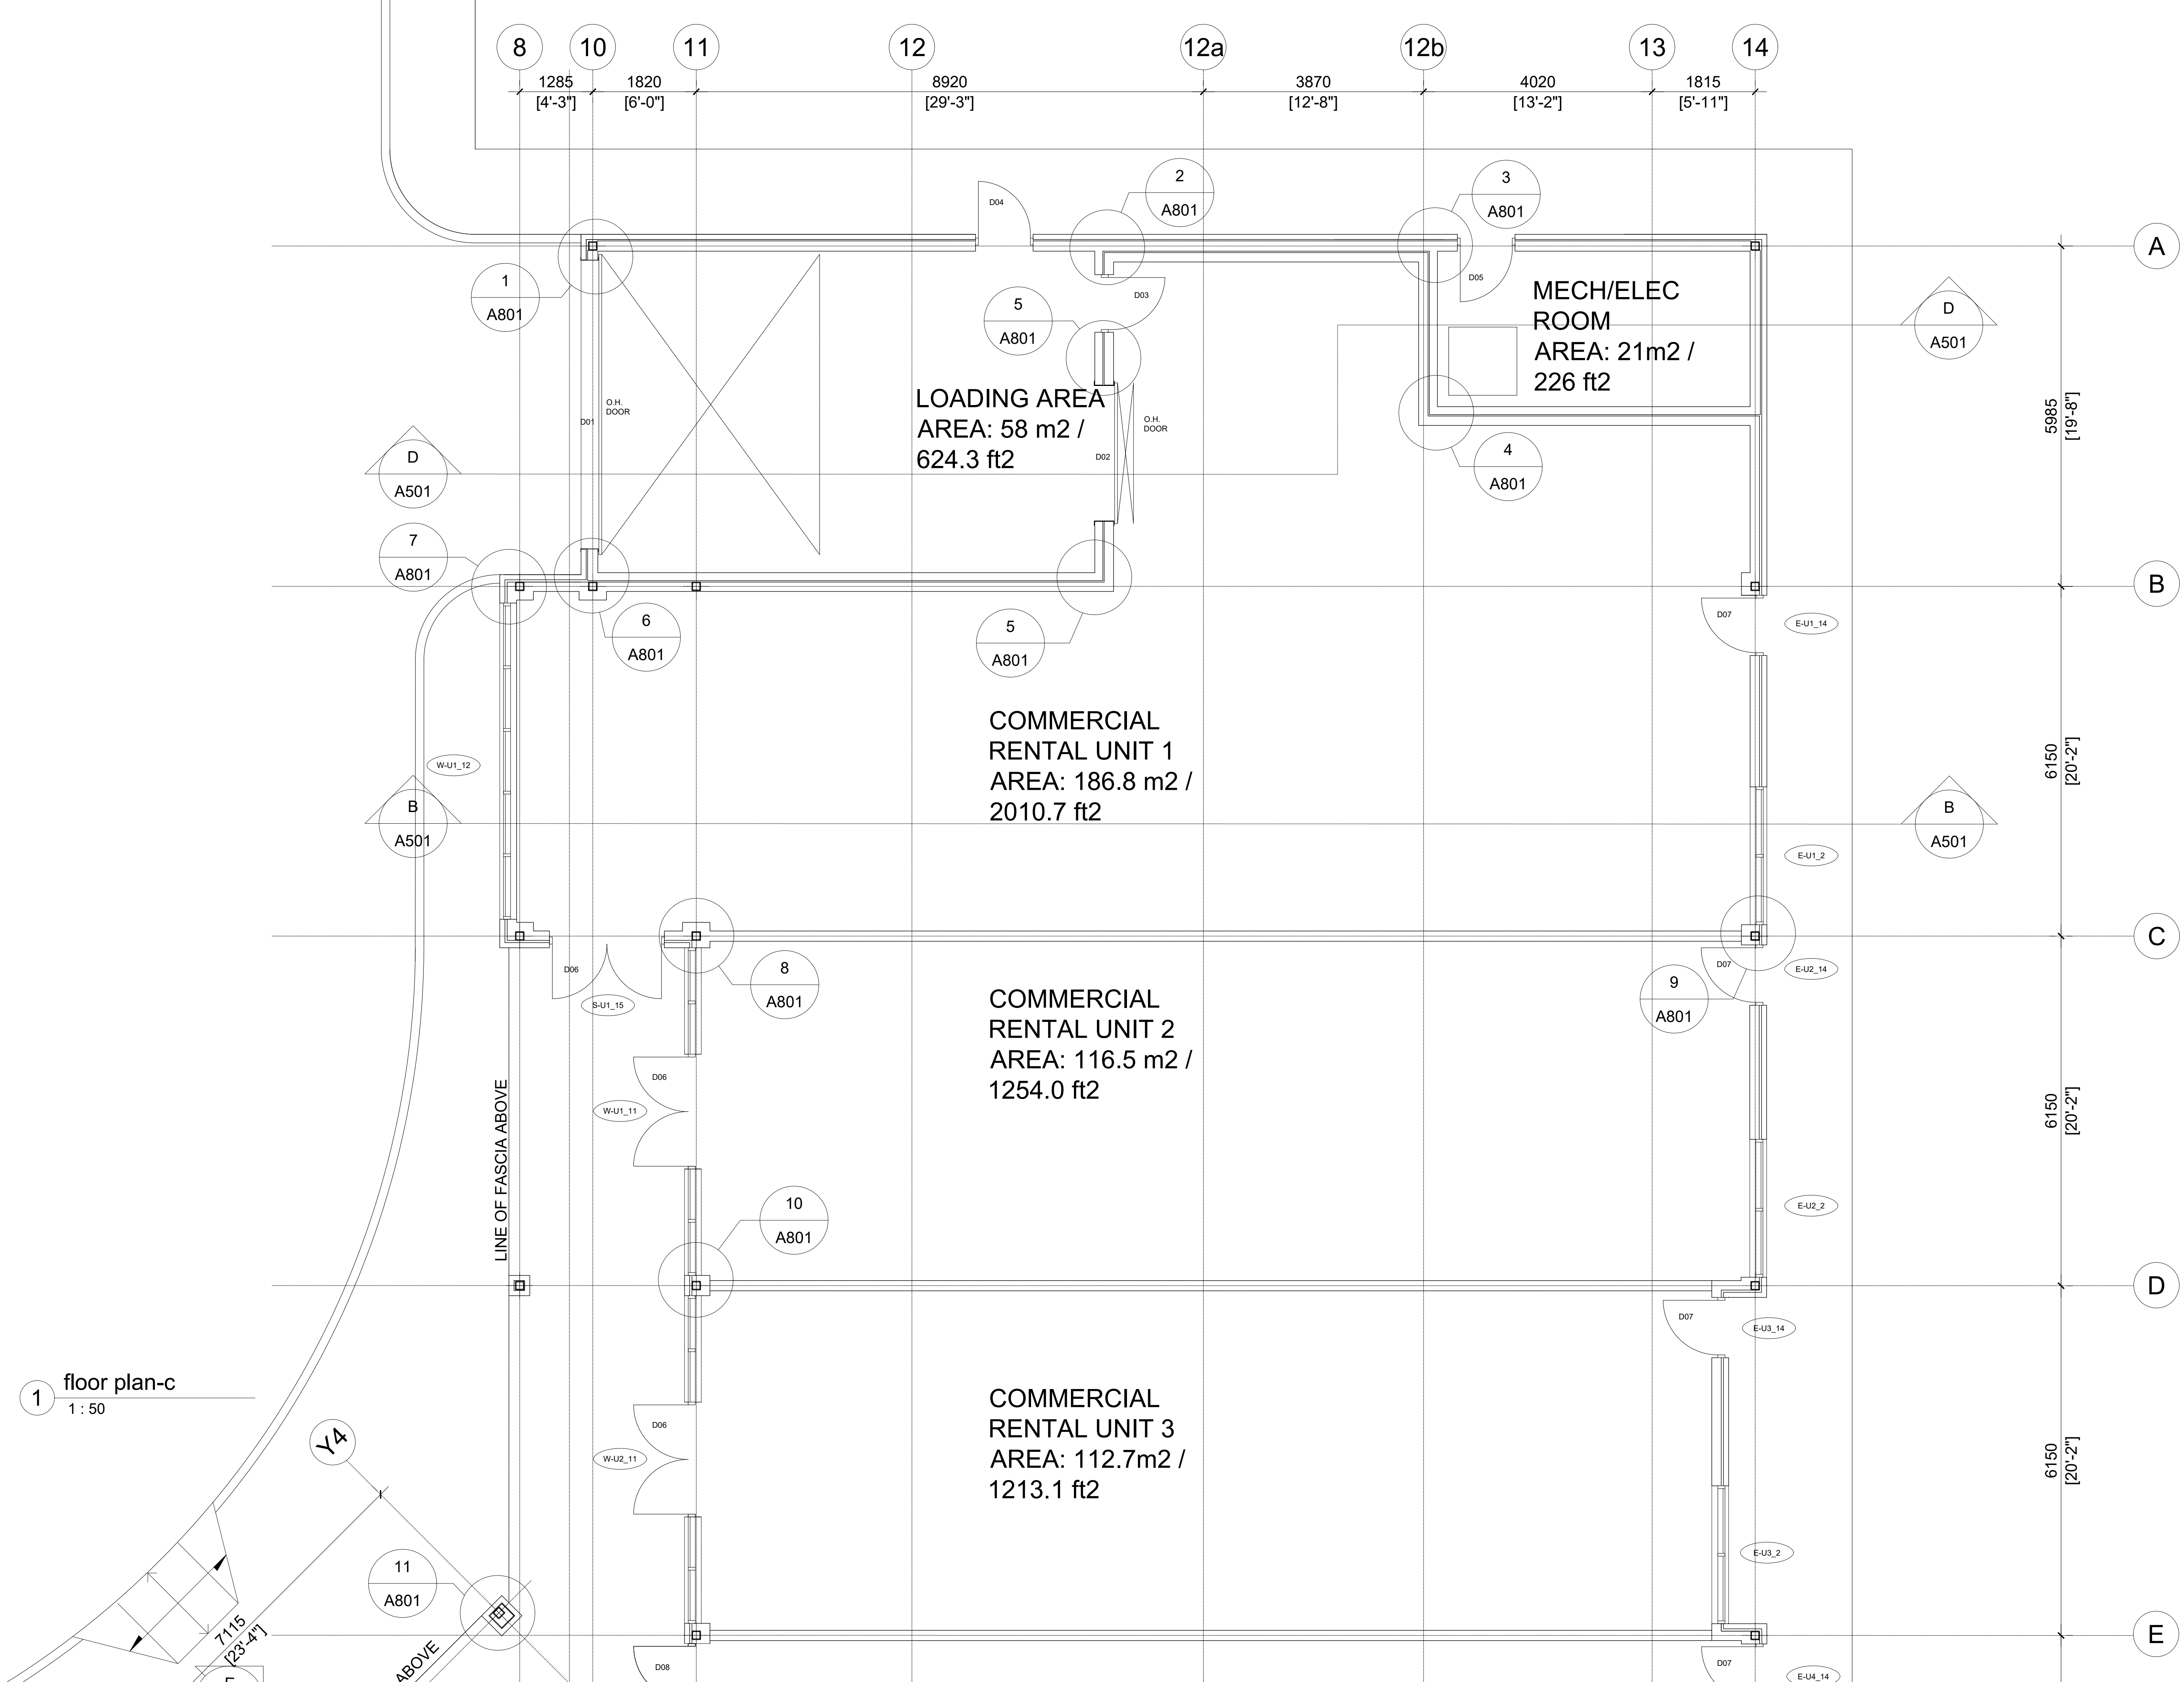 8 10 11 12 12a 12b 13 14
1285 1820 8920 3870 4020 1815
[4'-3"] [6'-0"] [29'-3"] [12'-8"] [13'-2"] [5'-11"]
2
A801
3
A801
D04
A
1
A801
D03
D05
5
A801
MECH/ELEC
ROOM
AREA: 21m2 /
226 ft2
D
A501
O.H.
DOOR
D01
LOADING AREA
AREA: 58 m2 /
624.3 ft2
O.H.
DOOR
D02
5985
[19'-8"]
D
A501
4
A801
7
A801
B
6
A801
5
A801
D07
E-U1_14
COMMERCIAL
RENTAL UNIT 1
AREA: 186.8 m2 /
2010.7 ft2
W-U1_12
6150
[20'-2"]
B
A501
B
A501
E-U1_2
C
D06
S-U1_15
8
A801
D07
E-U2_14
9
A801
COMMERCIAL
RENTAL UNIT 2
AREA: 116.5 m2 /
1254.0 ft2
D06
W-U1_11
6150
[20'-2"]
LINE OF FASCIA ABOVE
10
A801
E-U2_2
D
D07
E-U3_14
1
floor plan-c
1 : 50
COMMERCIAL
RENTAL UNIT 3
AREA: 112.7m2 /
1213.1 ft2
D06
W-U2_11
Y4
6150
[20'-2"]
11
A801
E-U3_2
7115
[23'-4"]
ABOVE
E
D08
D07
E-U4_14